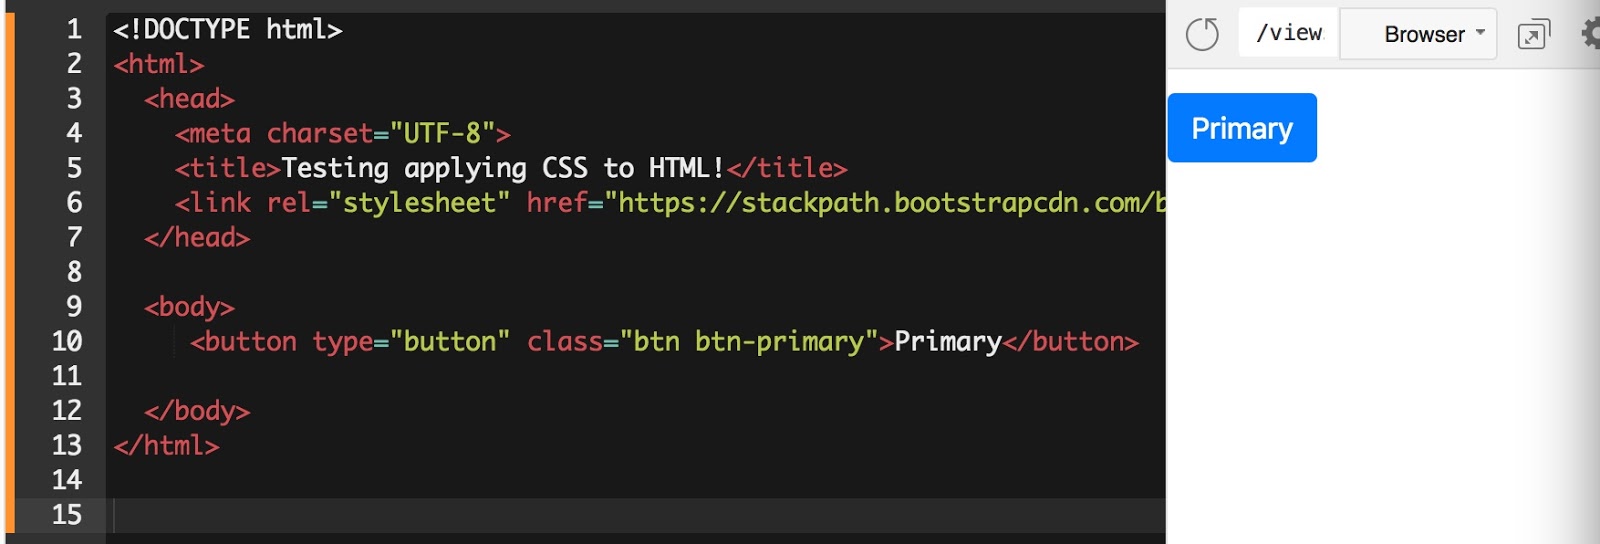 1 <!DOCTYPE html>
2 <html>
3   <head>
4     <meta charset="UTF-8">
5     <title>Testing applying CSS to HTML!</title>
6     <link rel="stylesheet" href="https://stackpath.bootstrapcdn.com/b
7   </head>
8
9   <body>
10      <button type="button" class="btn btn-primary">Primary</button>
11
12   </body>
13 </html>
14
15
/view
Browser
Primary